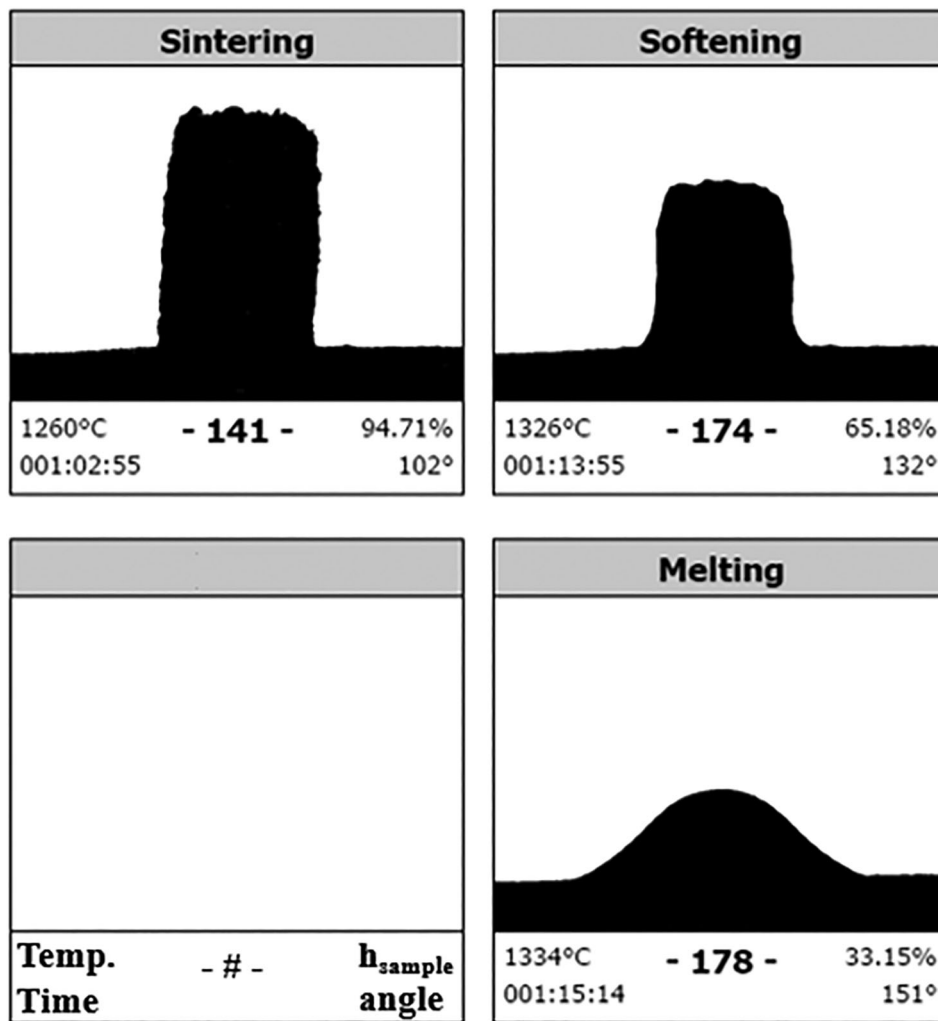 Sintering
1260°C - 141 - 94.71%
001:02:55 102°
Softening
1326°C - 174 - 65.18%
001:13:55 132°
Temp. - # - hsample
Time angle
Melting
1334°C - 178 - 33.15%
001:15:14 151°